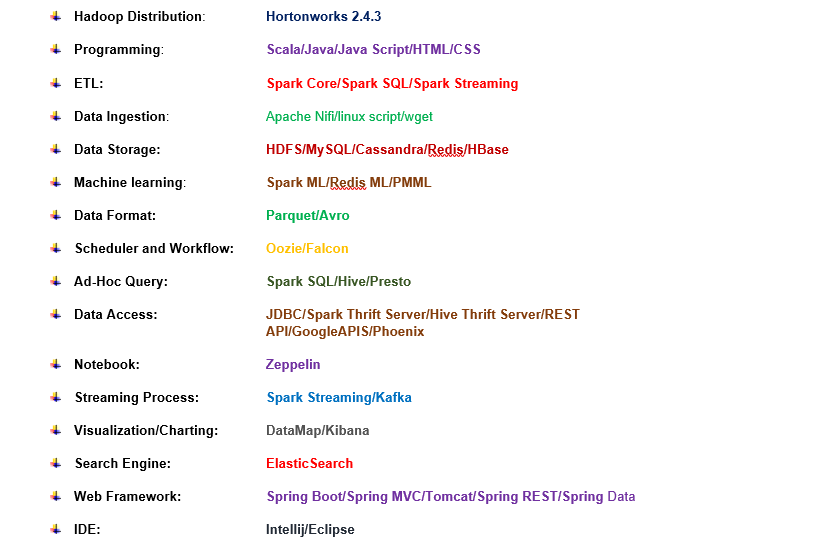 Hadoop Distribution: Hortonworks 2.4.3
Programming: Scala/Java/Java Script/HTML/CSS
ETL: Spark Core/Spark SQL/Spark Streaming
Data Ingestion: Apache Nifi/linux script/wget
Data Storage: HDFS/MySQL/Cassandra/Redis/HBase
Machine learning: Spark ML/Redis ML/PMML
Data Format: Parquet/Avro
Scheduler and Workflow: Oozie/Falcon
Ad-Hoc Query: Spark SQL/Hive/Presto
Data Access: JDBC/Spark Thrift Server/Hive Thrift Server/REST
API/GoogleAPIS/Phoenix
Notebook: Zeppelin
Streaming Process: Spark Streaming/Kafka
Visualization/Charting: DataMap/Kibana
Search Engine: ElasticSearch
Web Framework: Spring Boot/Spring MVC/Tomcat/Spring REST/Spring Data
IDE: Intellij/Eclipse